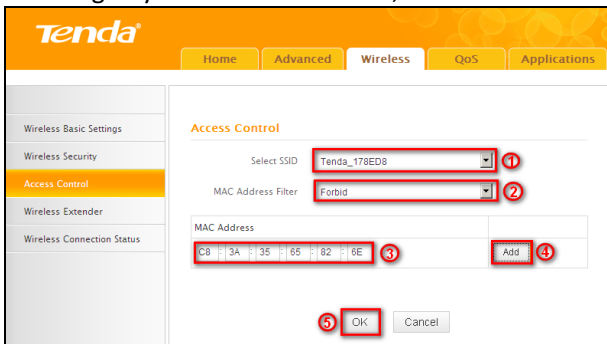 Tenda®
Home Advanced Wireless QoS Applications
Wireless Basic Settings
Wireless Security
Access Control
Wireless Extender
Wireless Connection Status
Access Control
Select SSID Tenda_178ED8 ①
MAC Address Filter Forbid ②
MAC Address
C8 : 3A : 35 : 65 : 82 : 6E ③ Add ④
⑤ OK Cancel